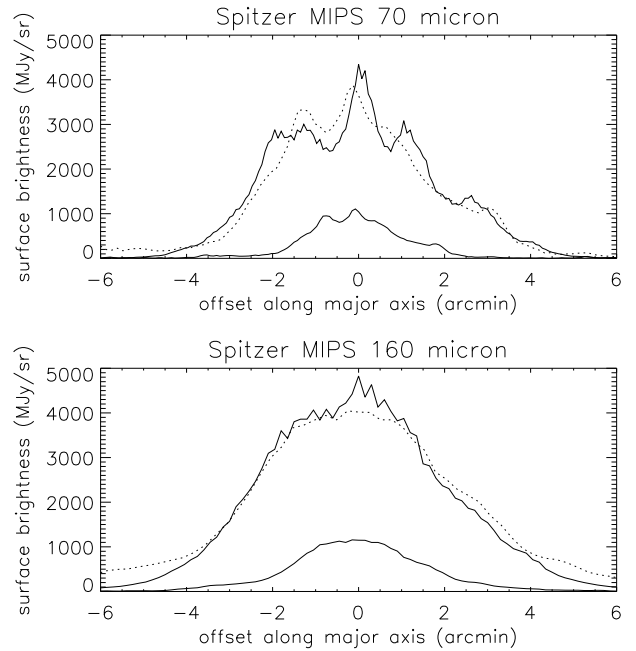 Spitzer MIPS 70 micron
surface brightness (MJy/sr)
5000
4000
3000
2000
1000
0
−6 −4 −2 0 2 4 6
offset along major axis (arcmin)
Spitzer MIPS 160 micron
surface brightness (MJy/sr)
5000
4000
3000
2000
1000
0
−6 −4 −2 0 2 4 6
offset along major axis (arcmin)